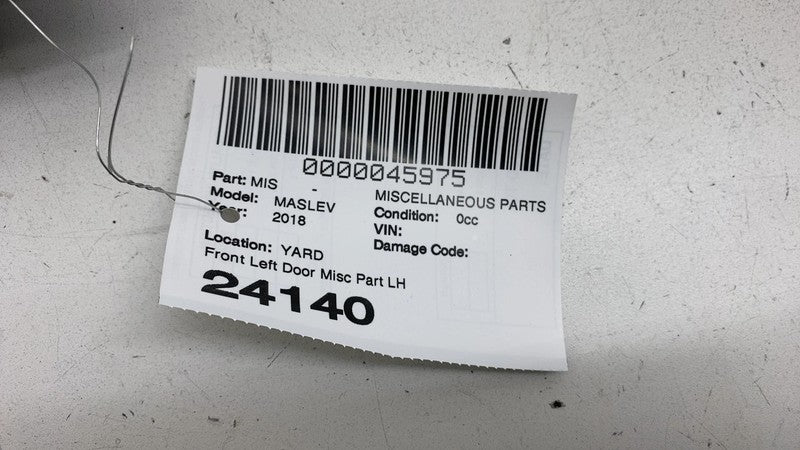 0000045975
Part: MIS - MISCELLANEOUS PARTS
Model: MASLEV Condition: 0cc
Year: 2018 VIN:
Damage Code:
Location: YARD
Front Left Door Misc Part LH
24140